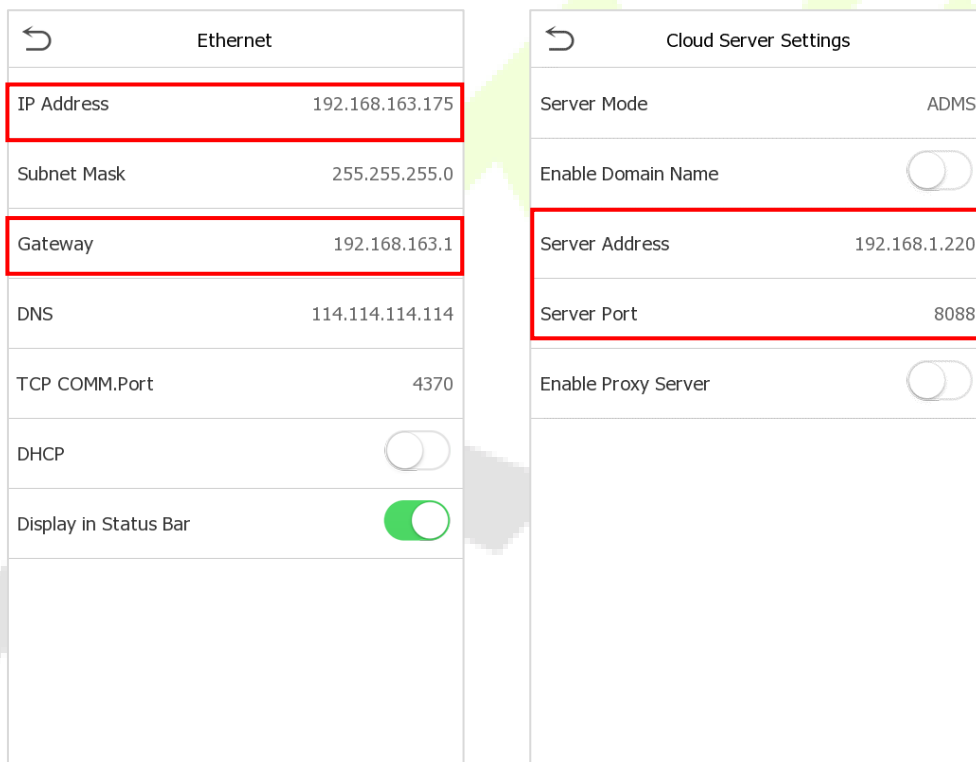 Ethernet
IP Address 192.168.163.175
Subnet Mask 255.255.255.0
Gateway 192.168.163.1
DNS 114.114.114.114
TCP COMM.Port 4370
DHCP
Display in Status Bar
Cloud Server Settings
Server Mode ADMS
Enable Domain Name
Server Address 192.168.1.220
Server Port 8088
Enable Proxy Server